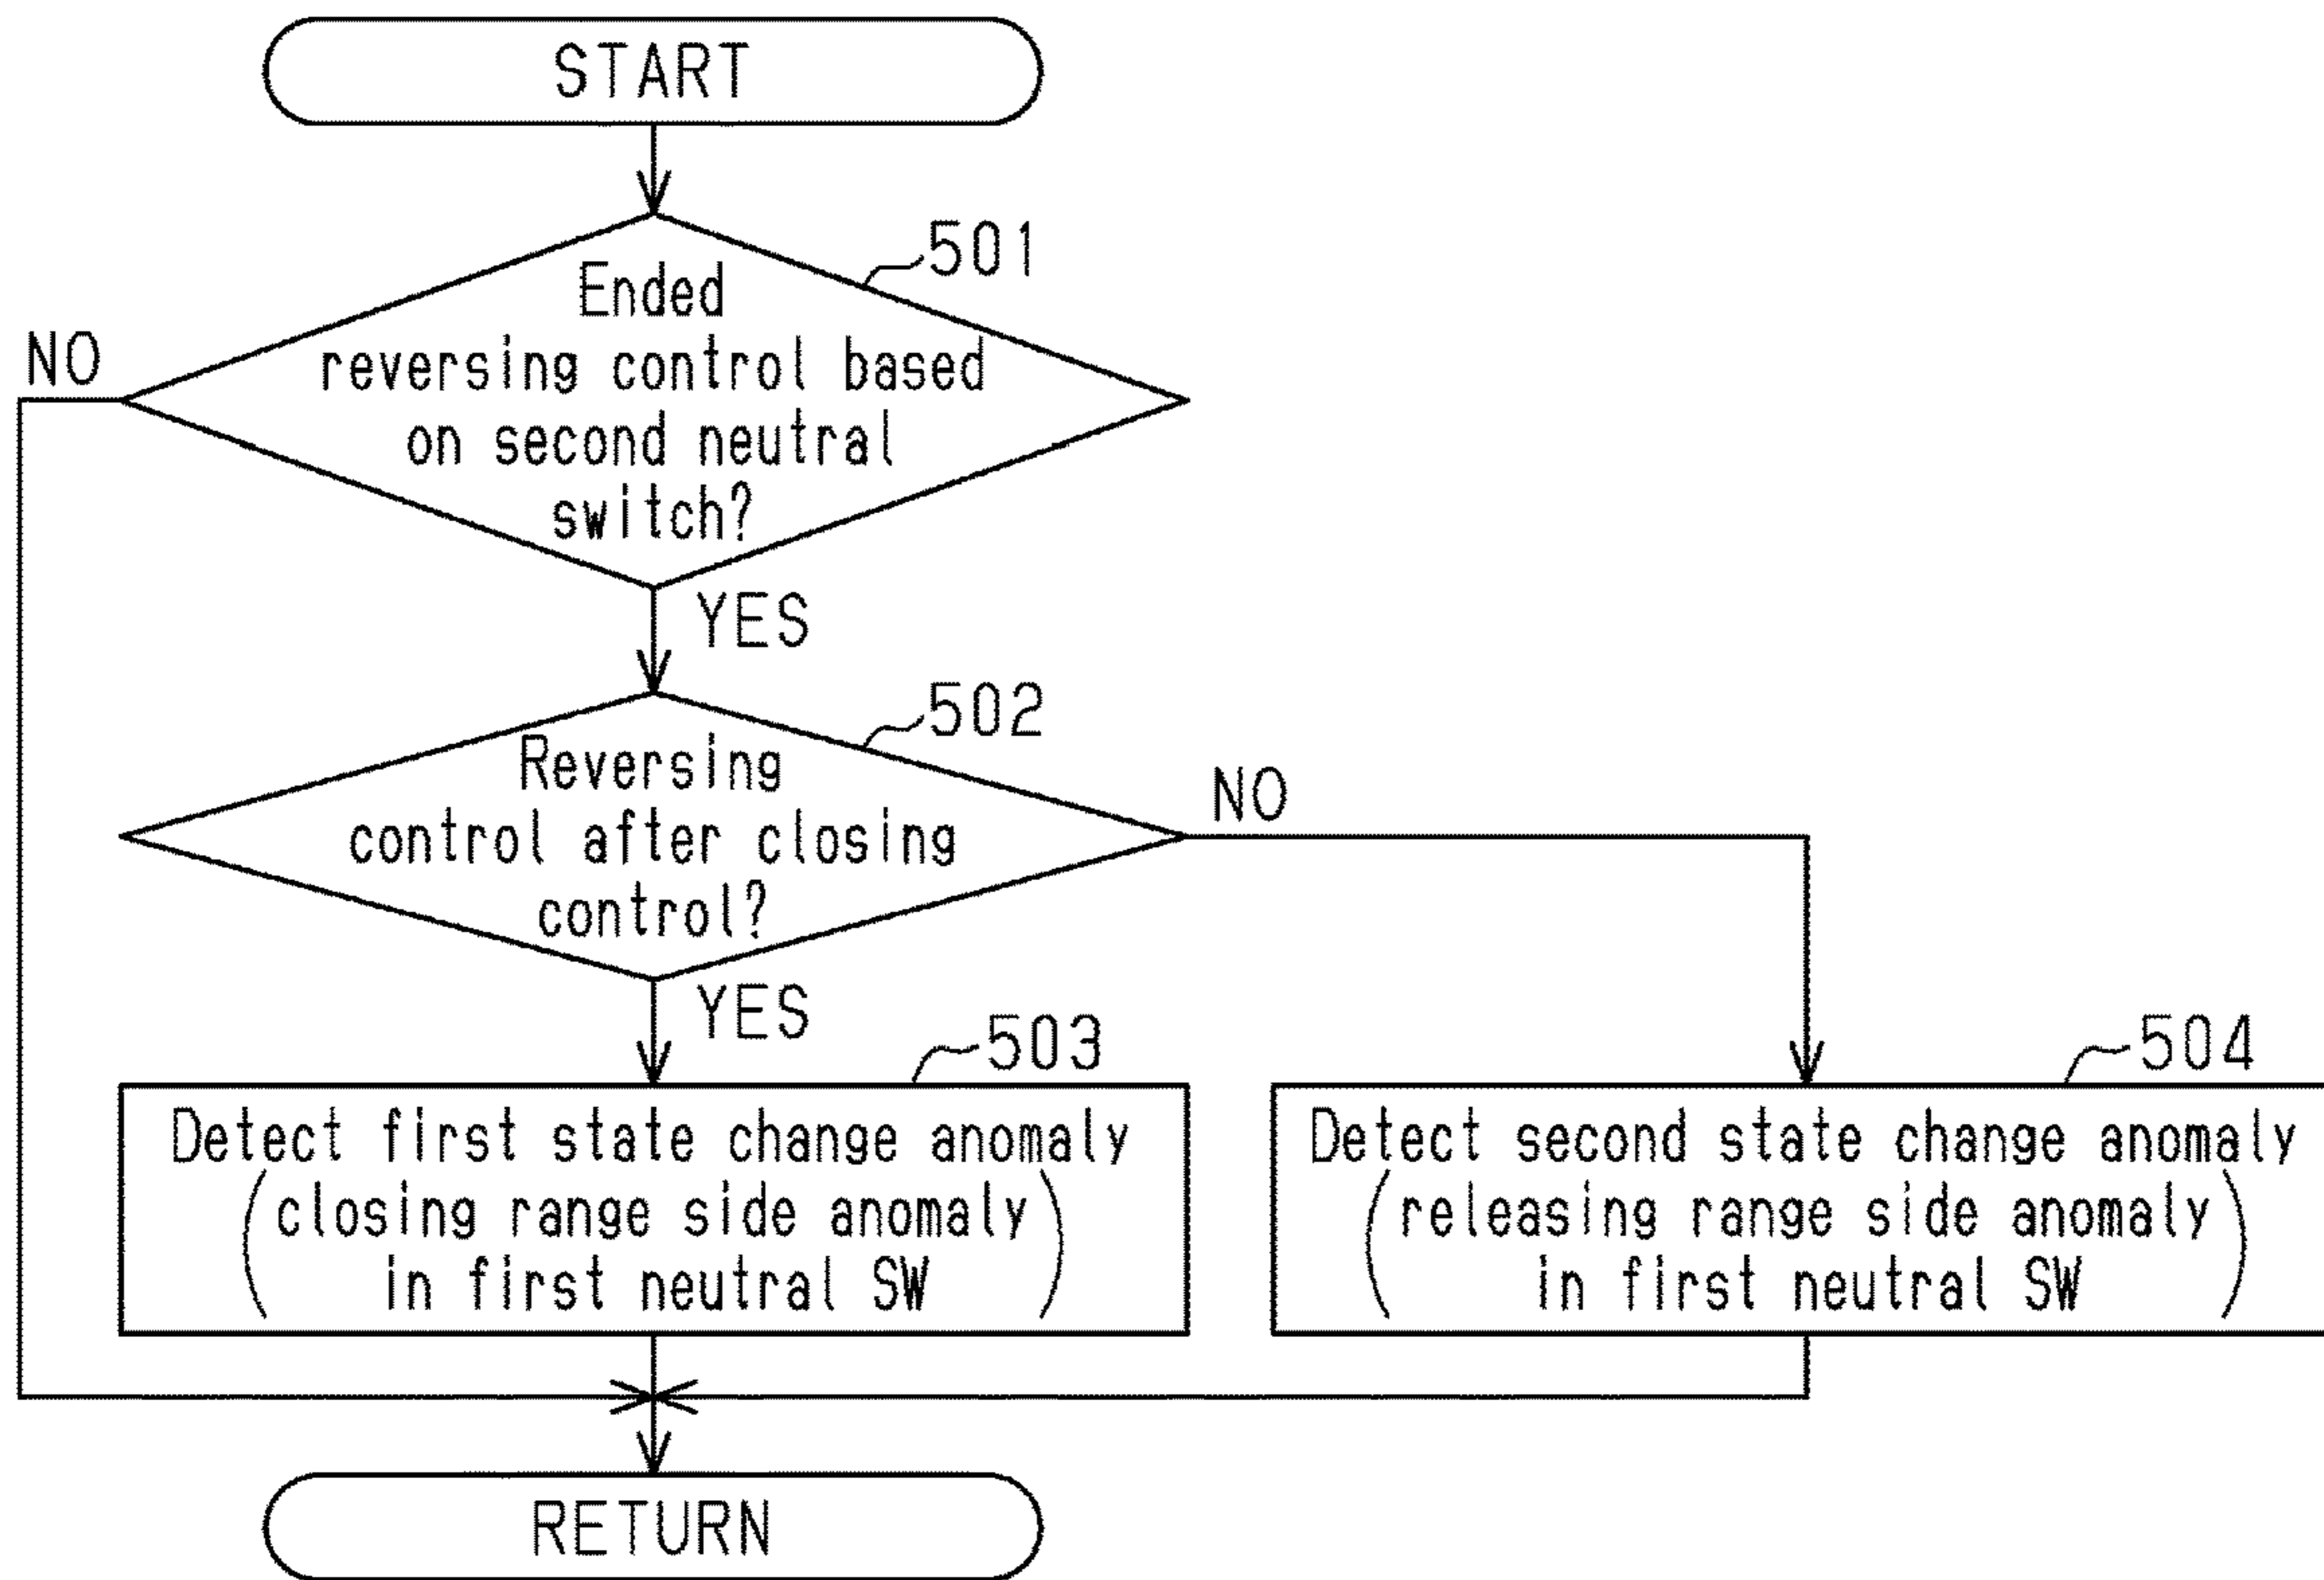 START
501
Ended
reversing control based
on second neutral
switch?
NO
YES
502
Reversing
control after closing
control?
NO
YES
503
Detect first state change anomaly
(closing range side anomaly
in first neutral SW)
504
Detect second state change anomaly
(releasing range side anomaly
in first neutral SW)
RETURN